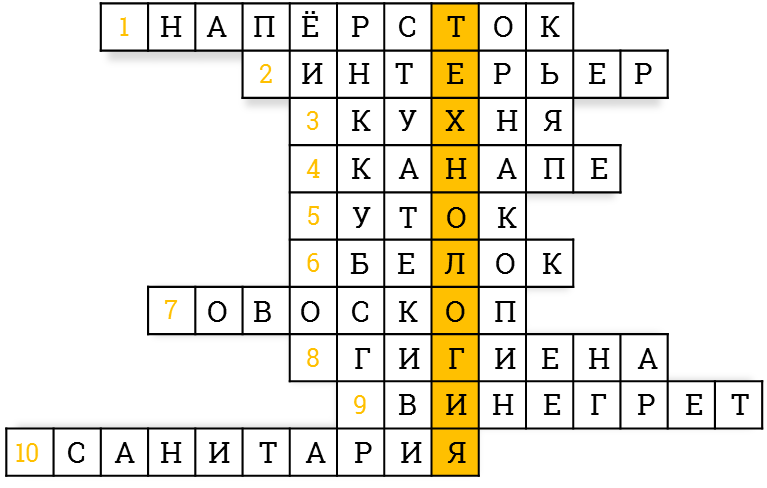 1 НАПЁРСТОК
2 ИНТЕРЬЕР
3 КУХНЯ
4 КАНАПЕ
5 УТОК
6 БЕЛОК
7 ОВОСКОП
8 ГИГИЕНА
9 ВИНЕГРЕТ
10 САНИТАРИЯ